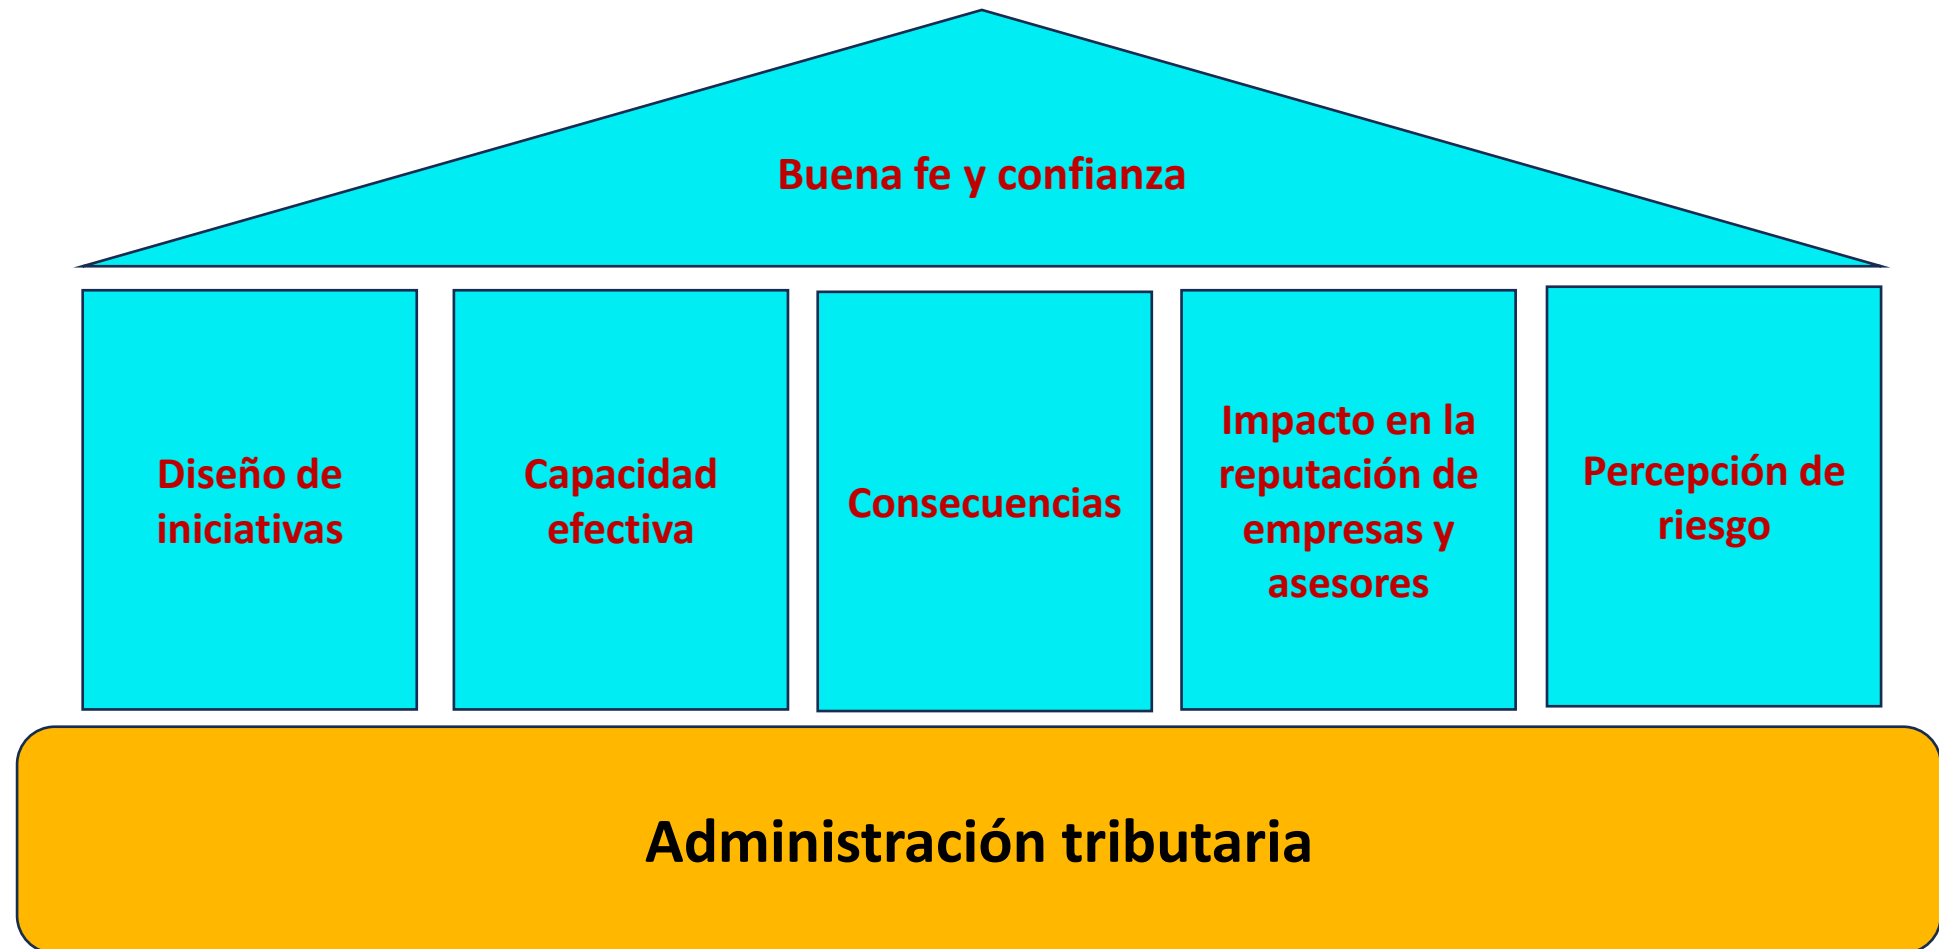 Buena fe y confianza
Diseño de
iniciativas
Capacidad
efectiva
Consecuencias
Impacto en la
reputación de
empresas y
asesores
Percepción de
riesgo
Administración tributaria